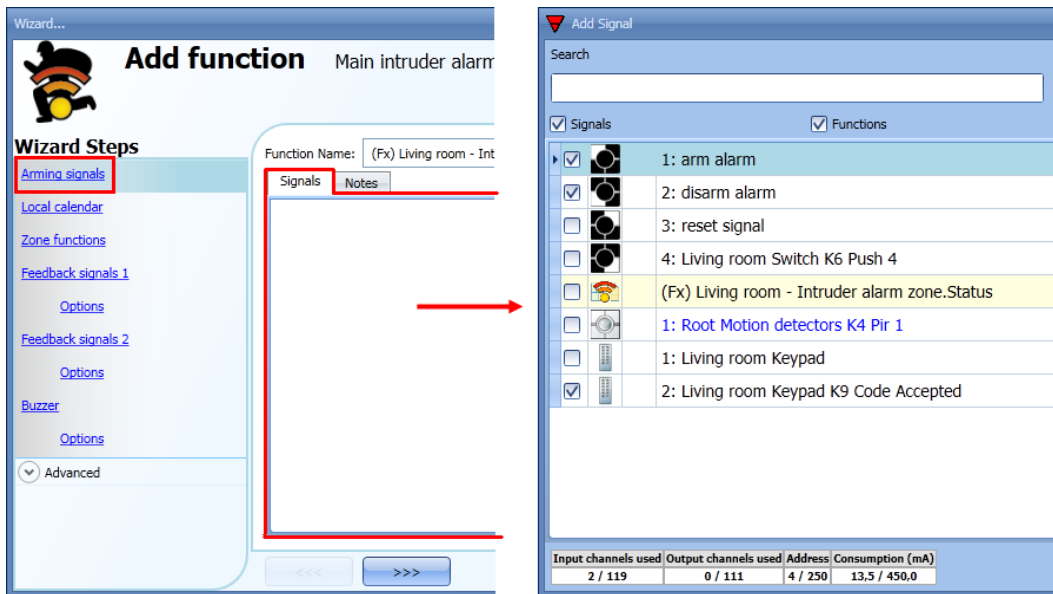 Wizard...
Add function Main intruder alarm
Wizard Steps
Arming signals
Local calendar
Zone functions
Feedback signals 1
Options
Feedback signals 2
Options
Buzzer
Options
Advanced
Function Name: (Fx) Living room - Int
Signals Notes
<<< >>>
Add Signal
Search
Signals Functions
1: arm alarm
2: disarm alarm
3: reset signal
4: Living room Switch K6 Push 4
(Fx) Living room - Intruder alarm zone.Status
1: Root Motion detectors K4 Pir 1
1: Living room Keypad
2: Living room Keypad K9 Code Accepted
Input channels used Output channels used Address Consumption (mA)
2 / 119 0 / 111 4 / 250 13,5 / 450,0